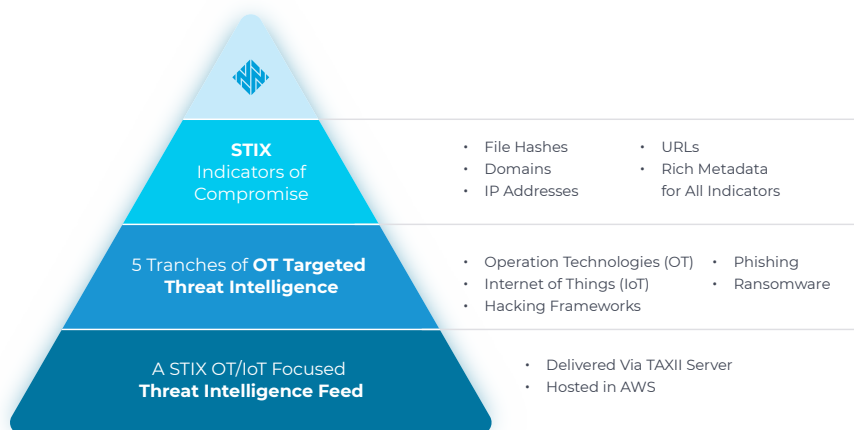 STIX
Indicators of
Compromise
• File Hashes
• Domains
• IP Addresses
• URLs
• Rich Metadata
for All Indicators
5 Tranches of OT Targeted
Threat Intelligence
• Operation Technologies (OT)
• Internet of Things (IoT)
• Hacking Frameworks
• Phishing
• Ransomware
A STIX OT/IoT Focused
Threat Intelligence Feed
• Delivered Via TAXII Server
• Hosted in AWS